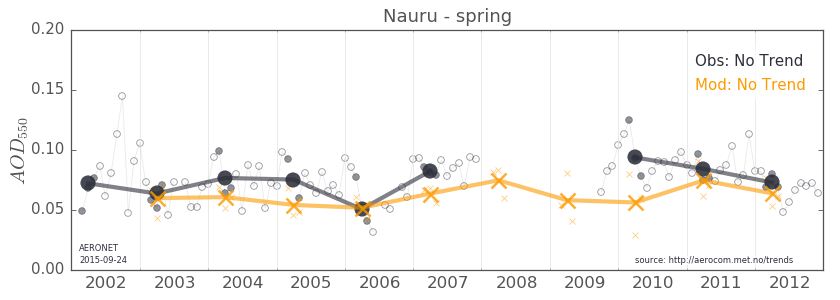 Nauru - spring
0.20
0.15
0.10
0.05
0.00
AOD550
Obs: No Trend
Mod: No Trend
AERONET
2015-09-24
source: http://aerocom.met.no/trends
2002 2003 2004 2005 2006 2007 2008 2009 2010 2011 2012